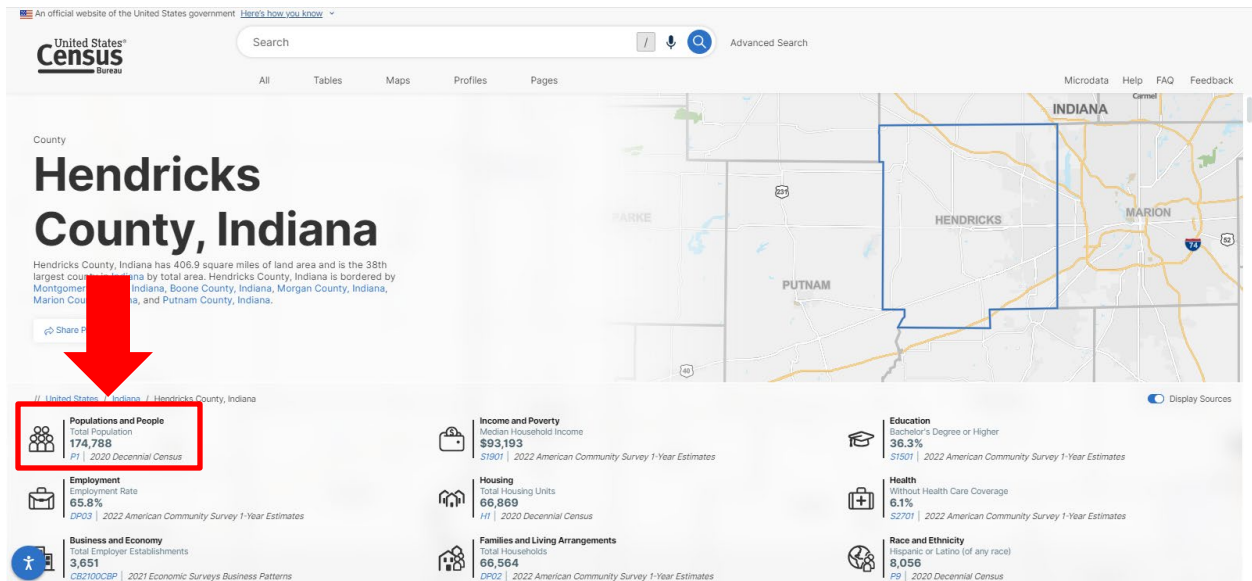 An official website of the United States government Here's how you know
United States®
Census
Bureau
Search
/
Advanced Search
All Tables Maps Profiles Pages
Microdata Help FAQ Feedback
County
Hendricks
County, Indiana
Hendricks County, Indiana has 406.9 square miles of land area and is the 38th
largest in Indiana by total area. Hendricks County, Indiana is bordered by
Indiana, Boone County, Indiana, Morgan County, Indiana,
Marion and Putnam County, Indiana.
Share
INDIANA
Carmel
231
PARKE
HENDRICKS
MARION
74
52
PUTNAM
40
// United States / Indiana / Hendricks County, Indiana
Display Sources
Populations and People
Total Population
174,788
P1 | 2020 Decennial Census
Income and Poverty
Median Household Income
$93,193
S1901 | 2022 American Community Survey 1-Year Estimates
Education
Bachelor's Degree or Higher
36.3%
S1501 | 2022 American Community Survey 1-Year Estimates
Employment
Employment Rate
65.8%
DP03 | 2022 American Community Survey 1-Year Estimates
Housing
Total Housing Units
66,869
H1 | 2020 Decennial Census
Health
Without Health Care Coverage
6.1%
S2701 | 2022 American Community Survey 1-Year Estimates
Business and Economy
Total Employer Establishments
3,651
CB2100CBP | 2021 Economic Surveys Business Patterns
Families and Living Arrangements
Total Households
66,564
DP02 | 2022 American Community Survey 1-Year Estimates
Race and Ethnicity
Hispanic or Latino (of any race)
8,056
P9 | 2020 Decennial Census